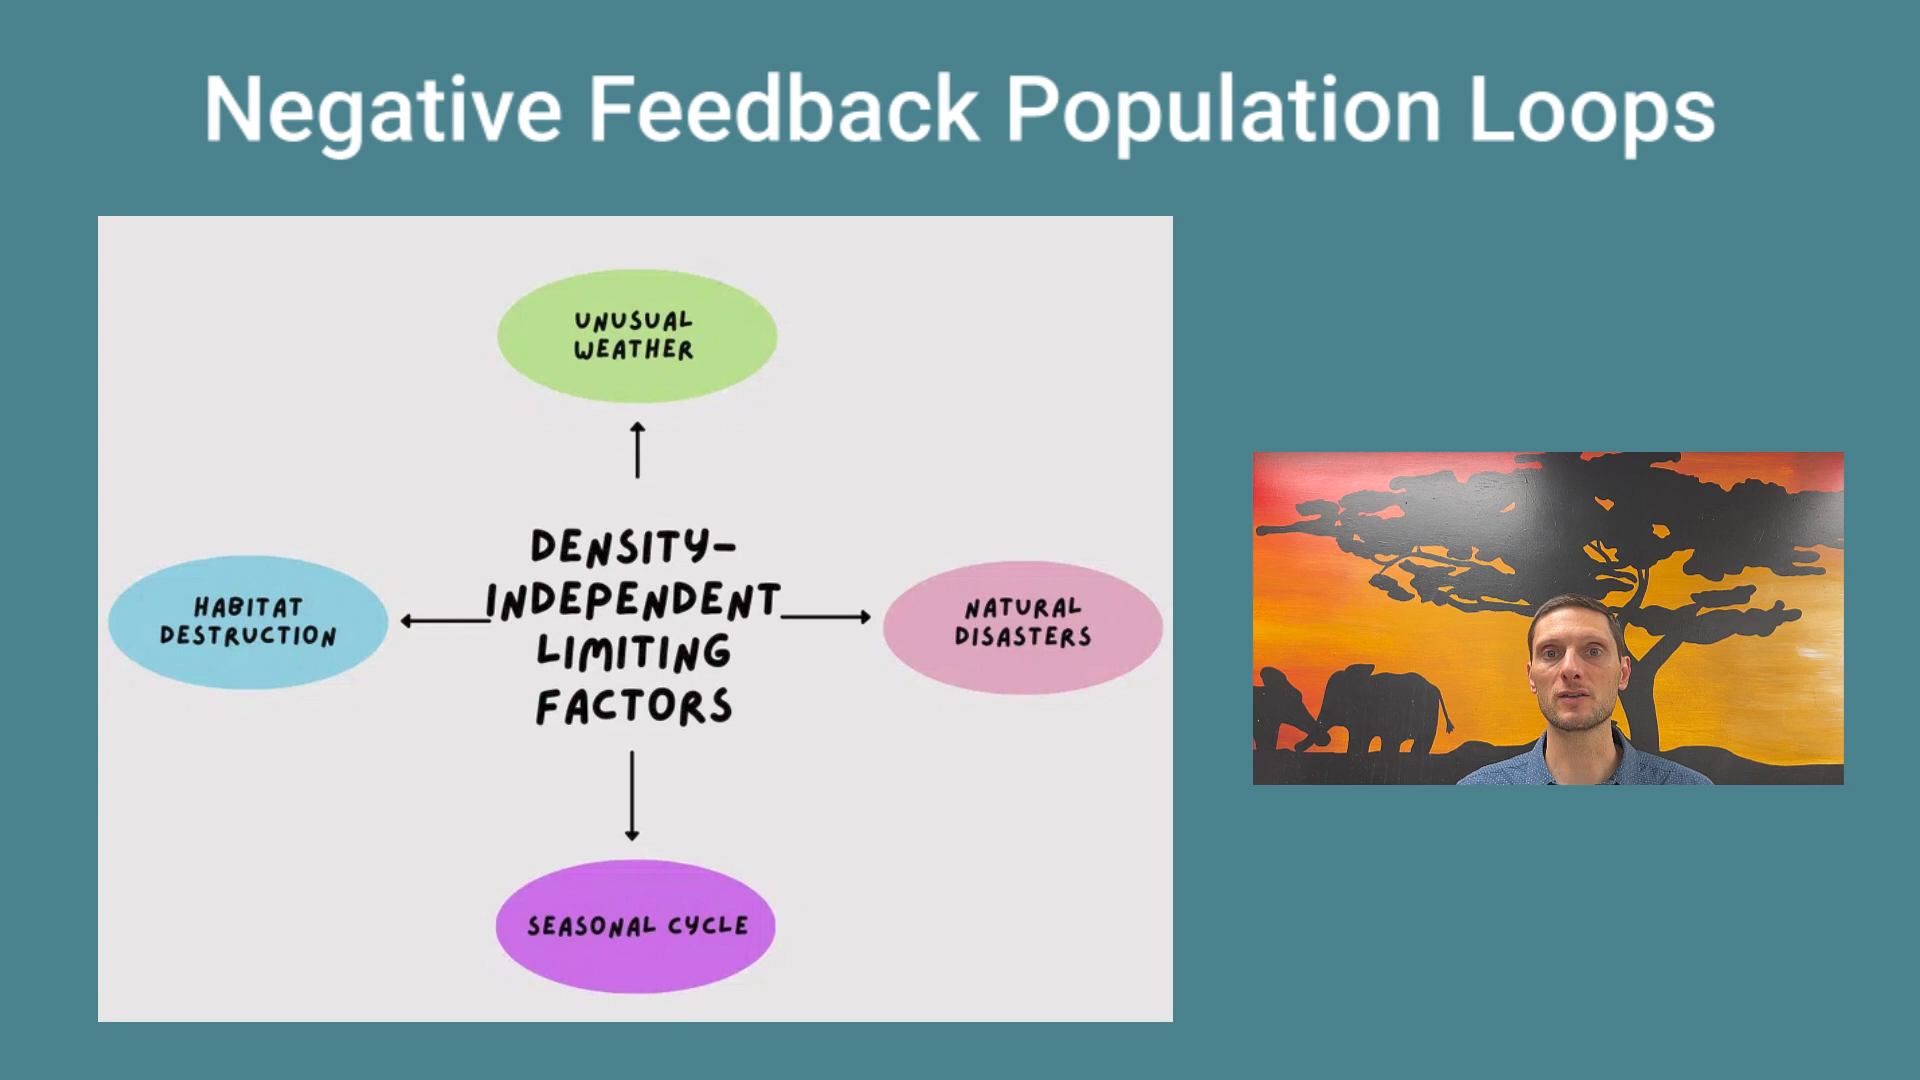 Negative Feedback Population Loops
UNUSUAL
WEATHER
DENSITY-
INDEPENDENT
LIMITING
FACTORS
HABITAT
DESTRUCTION
NATURAL
DISASTERS
SEASONAL CYCLE